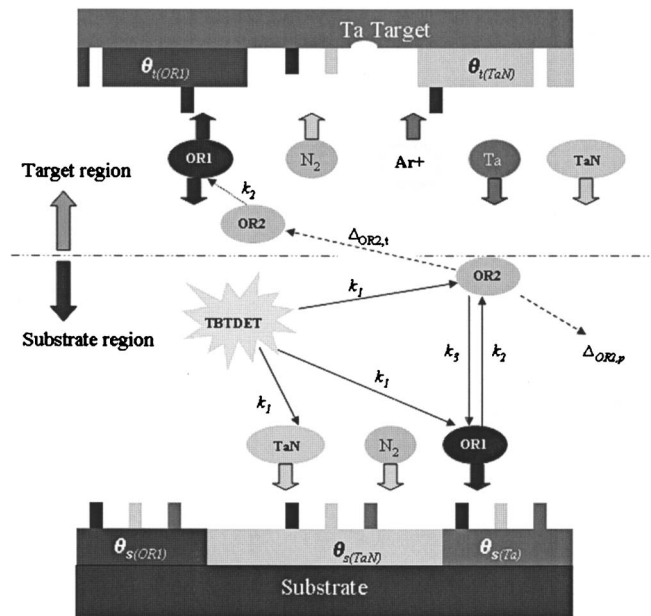 Ta Target
θt(OR1)
θt(TaN)
OR1
N2
Ar+
Ta
TaN
Target region
k2
OR2
ΔOR2,t
OR2
k1
TBTDET
Substrate region
k3
k2
ΔOR2,p
k1
k1
TaN
N2
OR1
θs(OR1)
θs(TaN)
θs(Ta)
Substrate